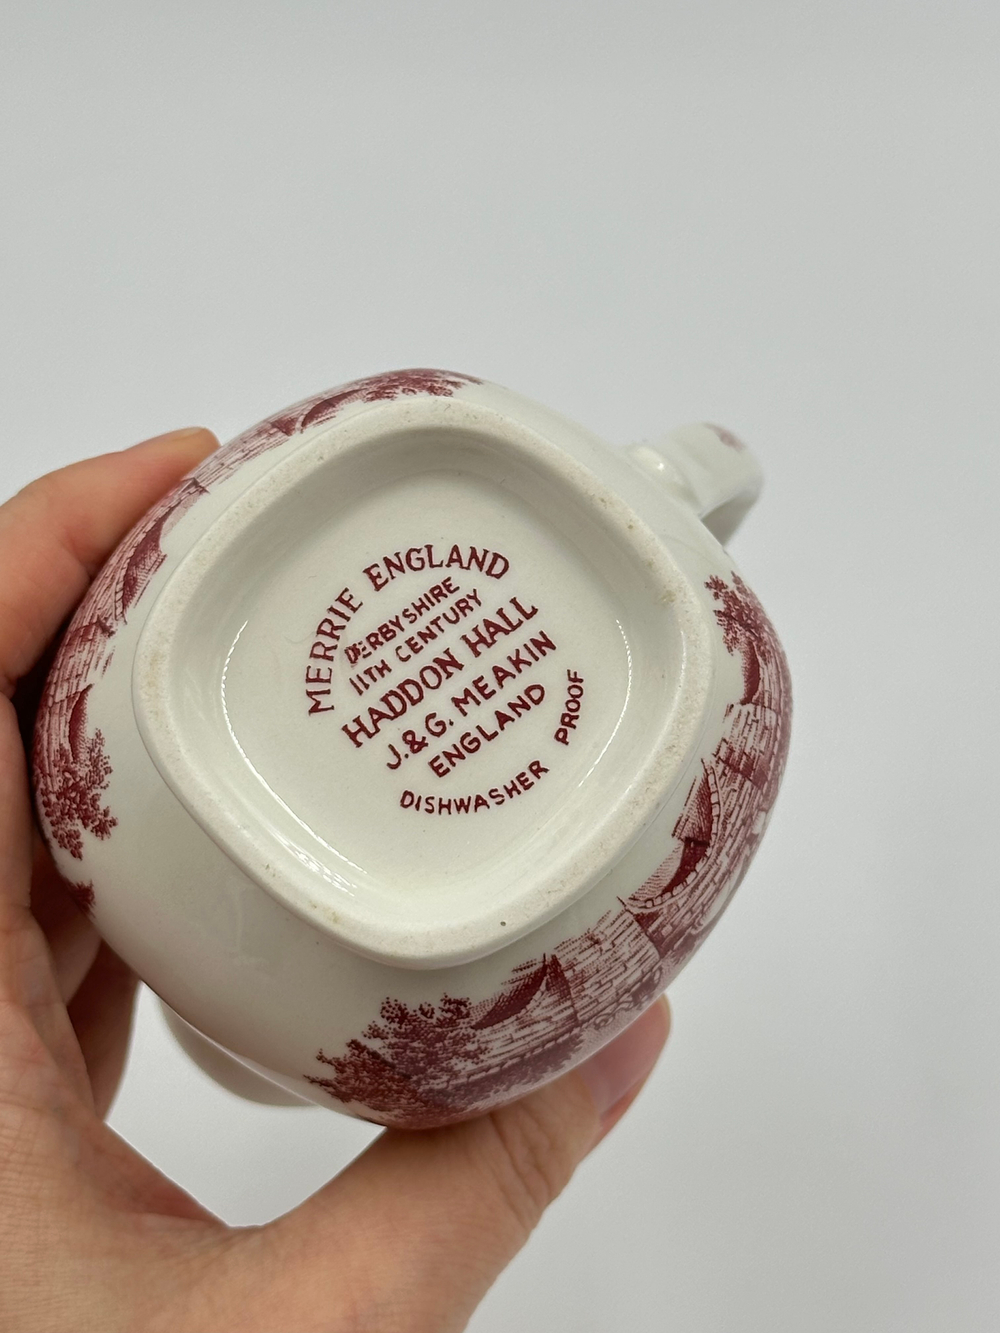 MERRIE ENGLAND
DERBYSHIRE
11TH CENTURY
HADDON HALL
J.&G. MEAKIN
ENGLAND
DISHWASHER PROOF